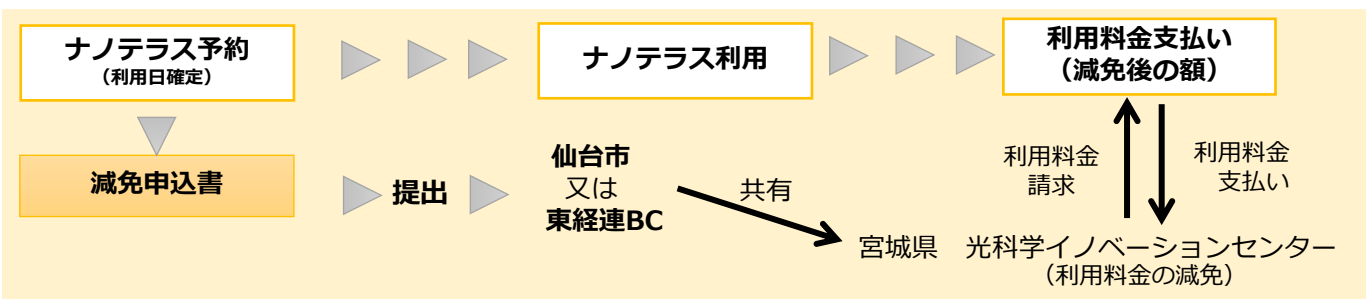 ナノテラス予約
（利用日確定）
ナノテラス利用
利用料金支払い
（減免後の額）
減免申込書
提出
仙台市
又は
東経連BC
共有
利用料金
請求
利用料金
支払い
宮城県
光科学イノベーションセンター
（利用料金の減免）